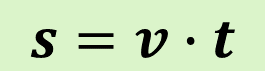 s = v · t